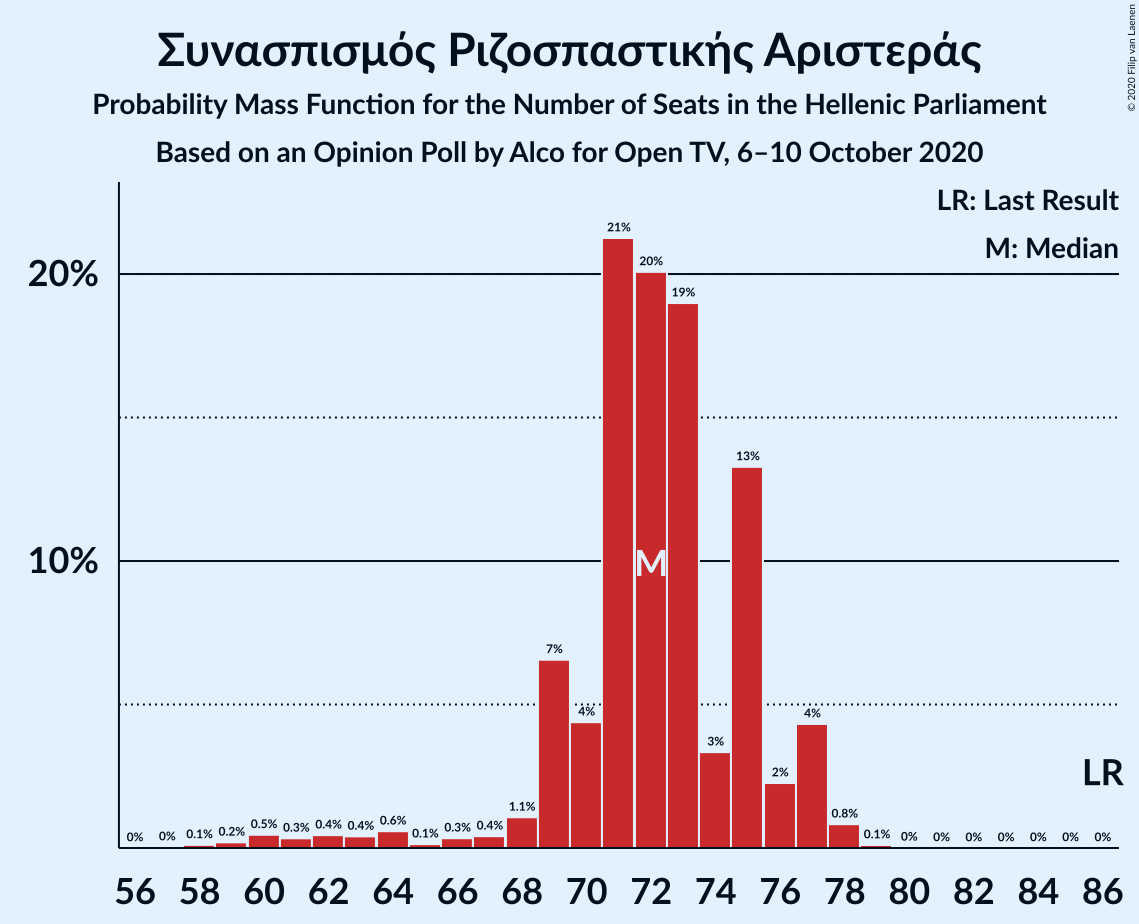 Συνασπισμός Ριζοσπαστικής Αριστεράς
Probability Mass Function for the Number of Seats in the Hellenic Parliament
Based on an Opinion Poll by Alco for Open TV, 6–10 October 2020
© 2020 Filip van Laenen
LR: Last Result
M: Median
20%
10%
0% 0% 0.1% 0.2% 0.5% 0.3% 0.4% 0.4% 0.6% 0.1% 0.3% 0.4% 1.1% 7% 4% 21% 20% 19% 3% 13% 2% 4% 0.8% 0.1% 0% 0% 0% 0% 0% 0% 0%
M
LR
56 58 60 62 64 66 68 70 72 74 76 78 80 82 84 86